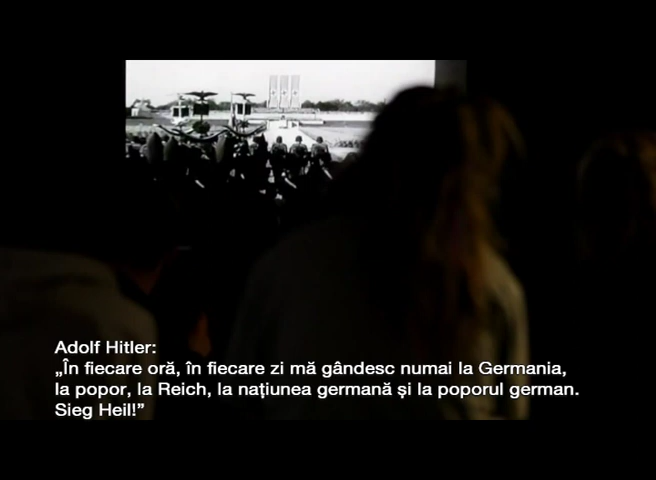 Adolf Hitler:
„În fiecare oră, în fiecare zi mă gândesc numai la Germania,
la popor, la Reich, la națiunea germană și la poporul german.
Sieg Heil!”